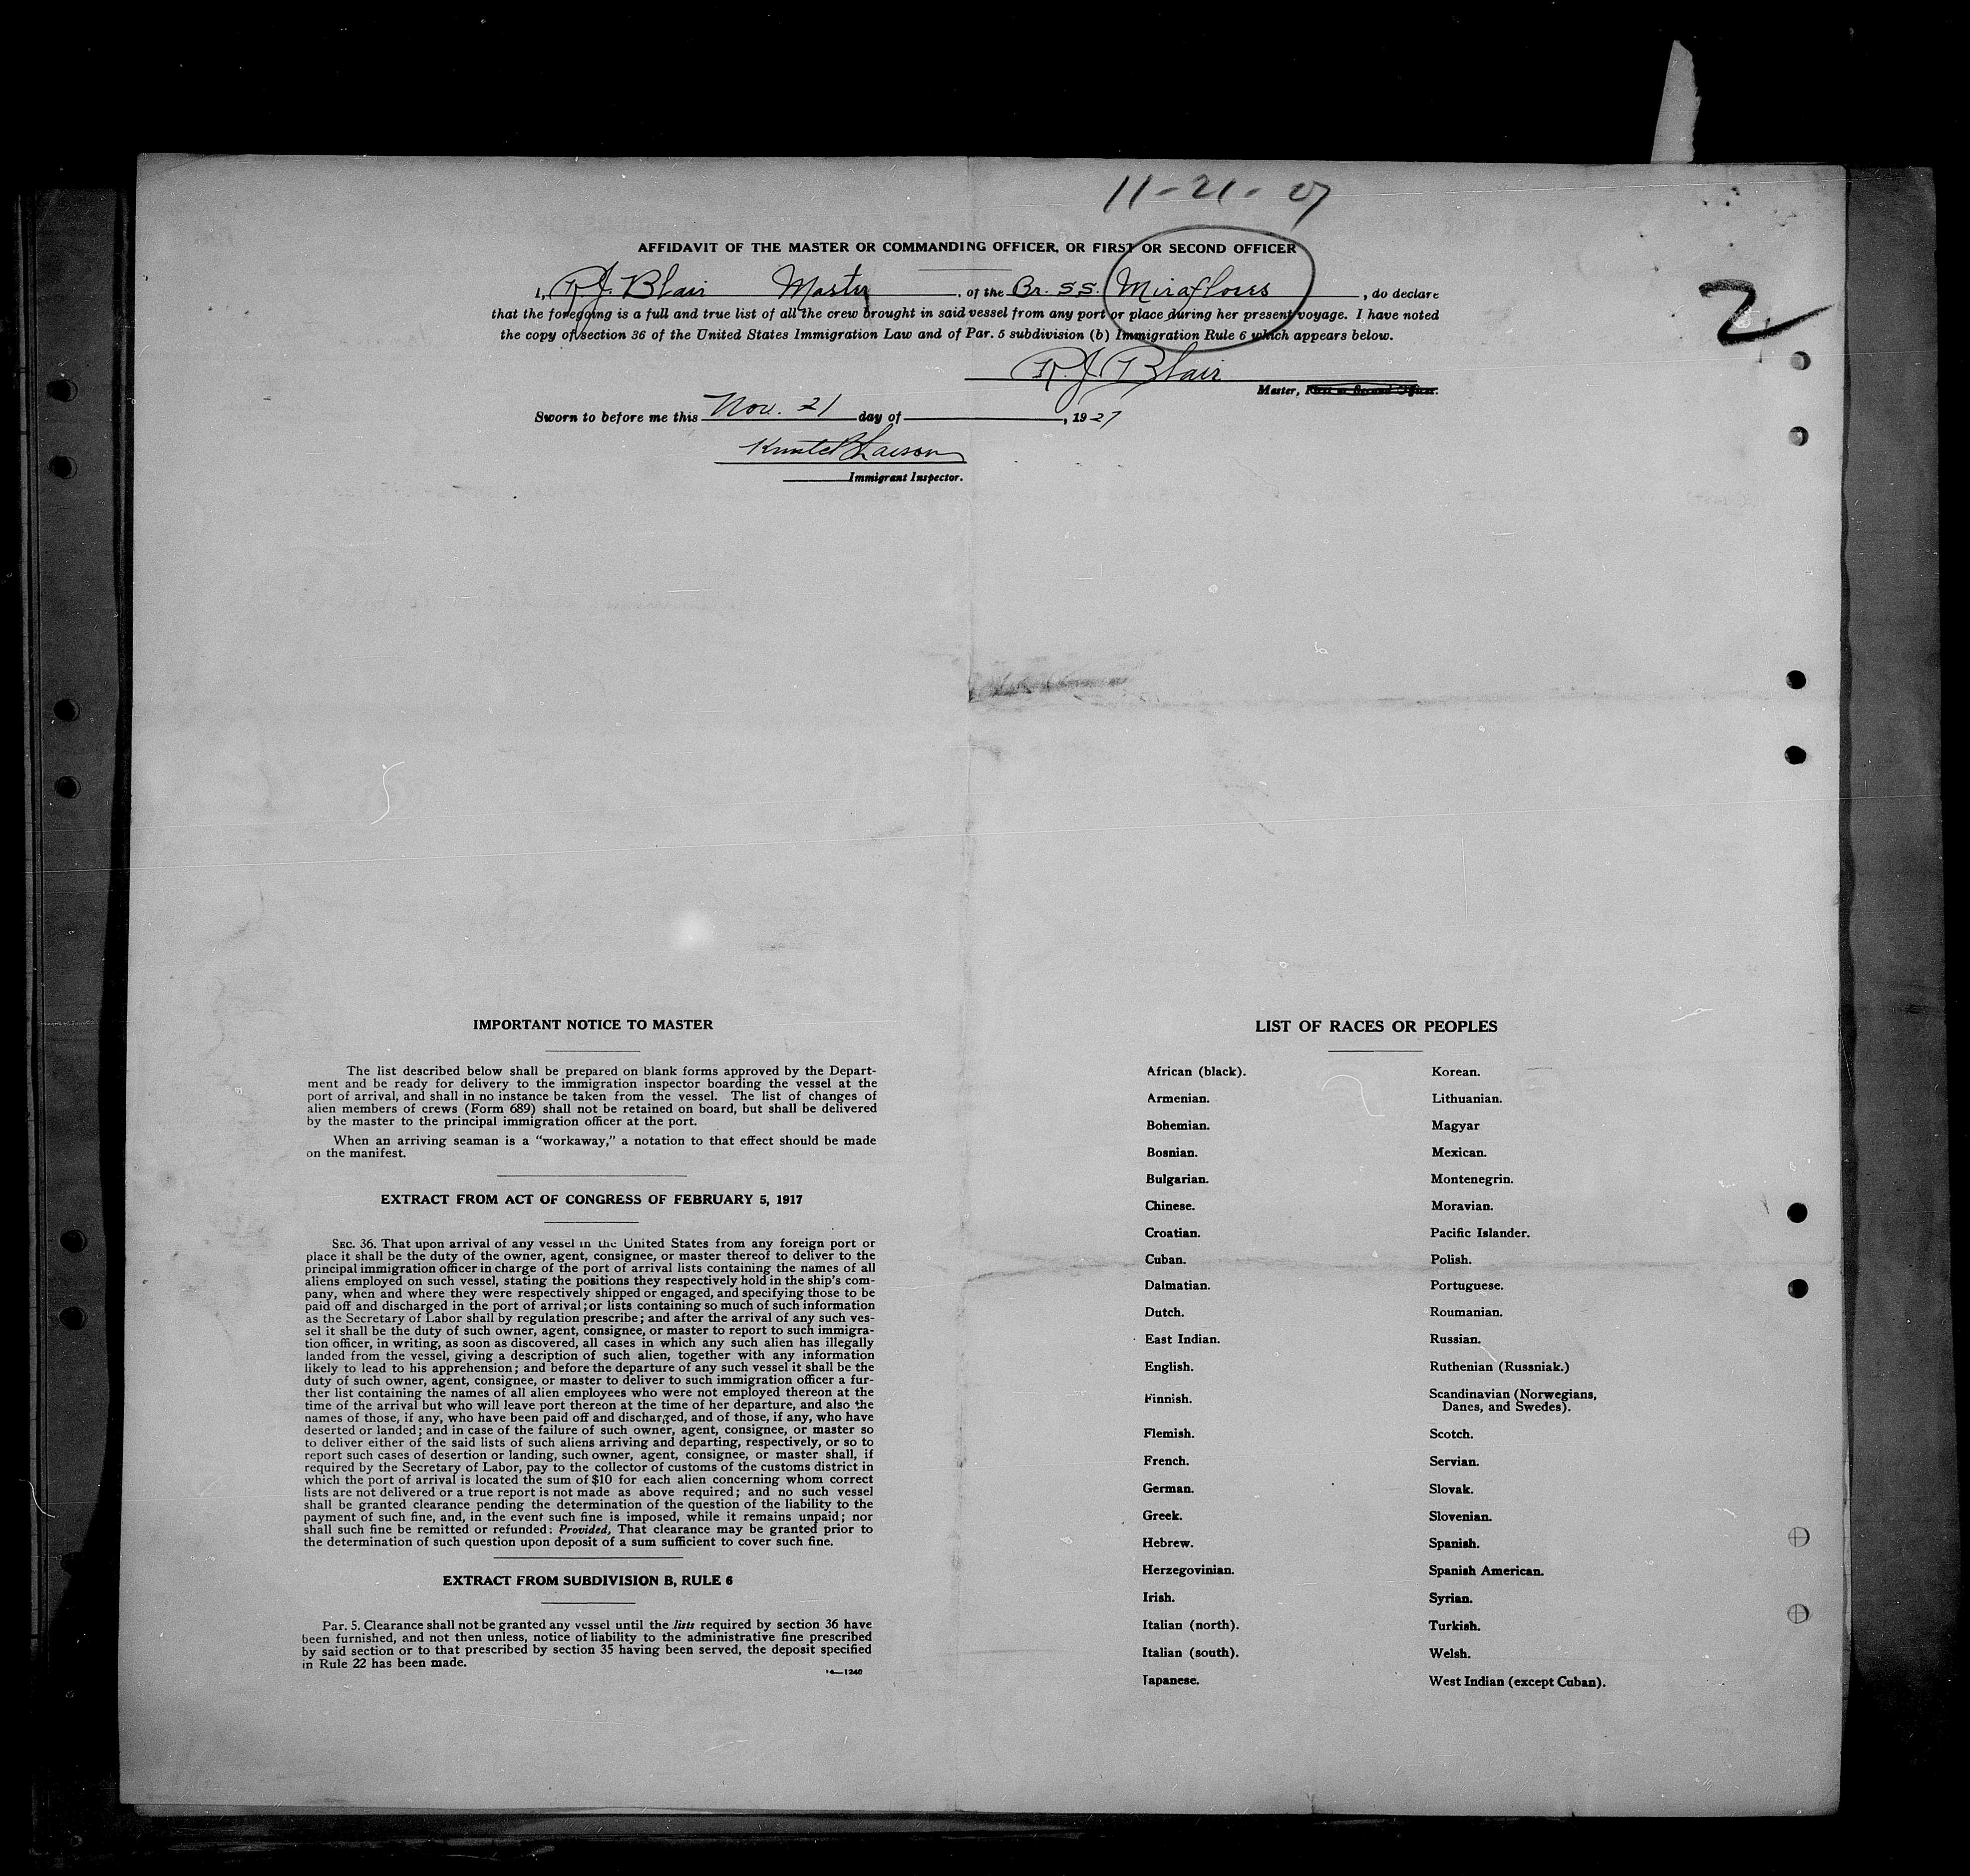 11-21-27
AFFIDAVIT OF THE MASTER OR COMMANDING OFFICER, OR FIRST OR SECOND OFFICER
2
I, R.J. Blair Master, of the Br. S.S. Miraflores, do declare
that the foregoing is a full and true list of all the crew brought in said vessel from any port or place during her present voyage. I have noted
the copy of section 36 of the United States Immigration Law and of Par. 5 subdivision (b) Immigration Rule 6 which appears below.
R.J. Blair
Master, First or Second Officer.
Sworn to before me this Nov. 21 day of , 1927
Immigrant Inspector.
IMPORTANT NOTICE TO MASTER
The list described below shall be prepared on blank forms approved by the Depart-
ment and be ready for delivery to the immigration inspector boarding the vessel at the
port of arrival, and shall in no instance be taken from the vessel. The list of changes of
alien members of crews (Form 689) shall not be retained on board, but shall be delivered
by the master to the principal immigration officer at the port.
When an arriving seaman is a “workaway,” a notation to that effect should be made
on the manifest.
EXTRACT FROM ACT OF CONGRESS OF FEBRUARY 5, 1917
SEC. 36. That upon arrival of any vessel in the United States from any foreign port or
place it shall be the duty of the owner, agent, consignee, or master thereof to deliver to the
principal immigration officer in charge of the port of arrival lists containing the names of all
aliens employed on such vessel, stating the positions they respectively hold in the ship's com-
pany, when and where they were respectively shipped or engaged, and specifying those to be
paid off and discharged in the port of arrival; or lists containing so much of such information
as the Secretary of Labor shall by regulation prescribe; and after the arrival of any such ves-
sel it shall be the duty of such owner, agent, consignee, or master to report to such immigra-
tion officer, in writing, as soon as discovered, all cases in which any such alien has illegally
landed from the vessel, giving a description of such alien, together with any information
likely to lead to his apprehension; and before the departure of any such vessel it shall be the
duty of such owner, agent, consignee, or master to deliver to such immigration officer a fur-
ther list containing the names of all alien employees who were not employed thereon at the
time of the arrival but who will leave port thereon at the time of her departure, and also the
names of those, if any, who have been paid off and discharged, and of those, if any, who have
deserted or landed; and in case of the failure of such owner, agent, consignee, or master so
to deliver either of the said lists of such aliens arriving and departing, respectively, or so to
report such cases of desertion or landing, such owner, agent, consignee, or master shall, if
required by the Secretary of Labor, pay to the collector of customs of the customs district in
which the port of arrival is located the sum of $10 for each alien concerning whom correct
lists are not delivered or a true report is not made as above required; and no such vessel
shall be granted clearance pending the determination of the question of the liability to the
payment of such fine, and, in the event such fine is imposed, while it remains unpaid; nor
shall such fine be remitted or refunded: Provided, That clearance may be granted prior to
the determination of such question upon deposit of a sum sufficient to cover such fine.
EXTRACT FROM SUBDIVISION B, RULE 6
Par. 5. Clearance shall not be granted any vessel until the lists required by section 36 have
been furnished, and not then unless, notice of liability to the administrative fine prescribed
by said section or to that prescribed by section 35 having been served, the deposit specified
in Rule 22 has been made.
14—1240
LIST OF RACES OR PEOPLES
African (black).
Armenian.
Bohemian.
Bosnian.
Bulgarian.
Chinese.
Croatian.
Cuban.
Dalmatian.
Dutch.
East Indian.
English.
Finnish.
Flemish.
French.
German.
Greek.
Hebrew.
Herzegovinian.
Irish.
Italian (north).
Italian (south).
Japanese.
Korean.
Lithuanian.
Magyar
Mexican.
Montenegrin.
Moravian.
Pacific Islander.
Polish.
Portuguese.
Roumanian.
Russian.
Ruthenian (Russniak.)
Scandinavian (Norwegians,
Danes, and Swedes).
Scotch.
Servian.
Slovak.
Slovenian.
Spanish.
Spanish American.
Syrian.
Turkish.
Welsh.
West Indian (except Cuban).